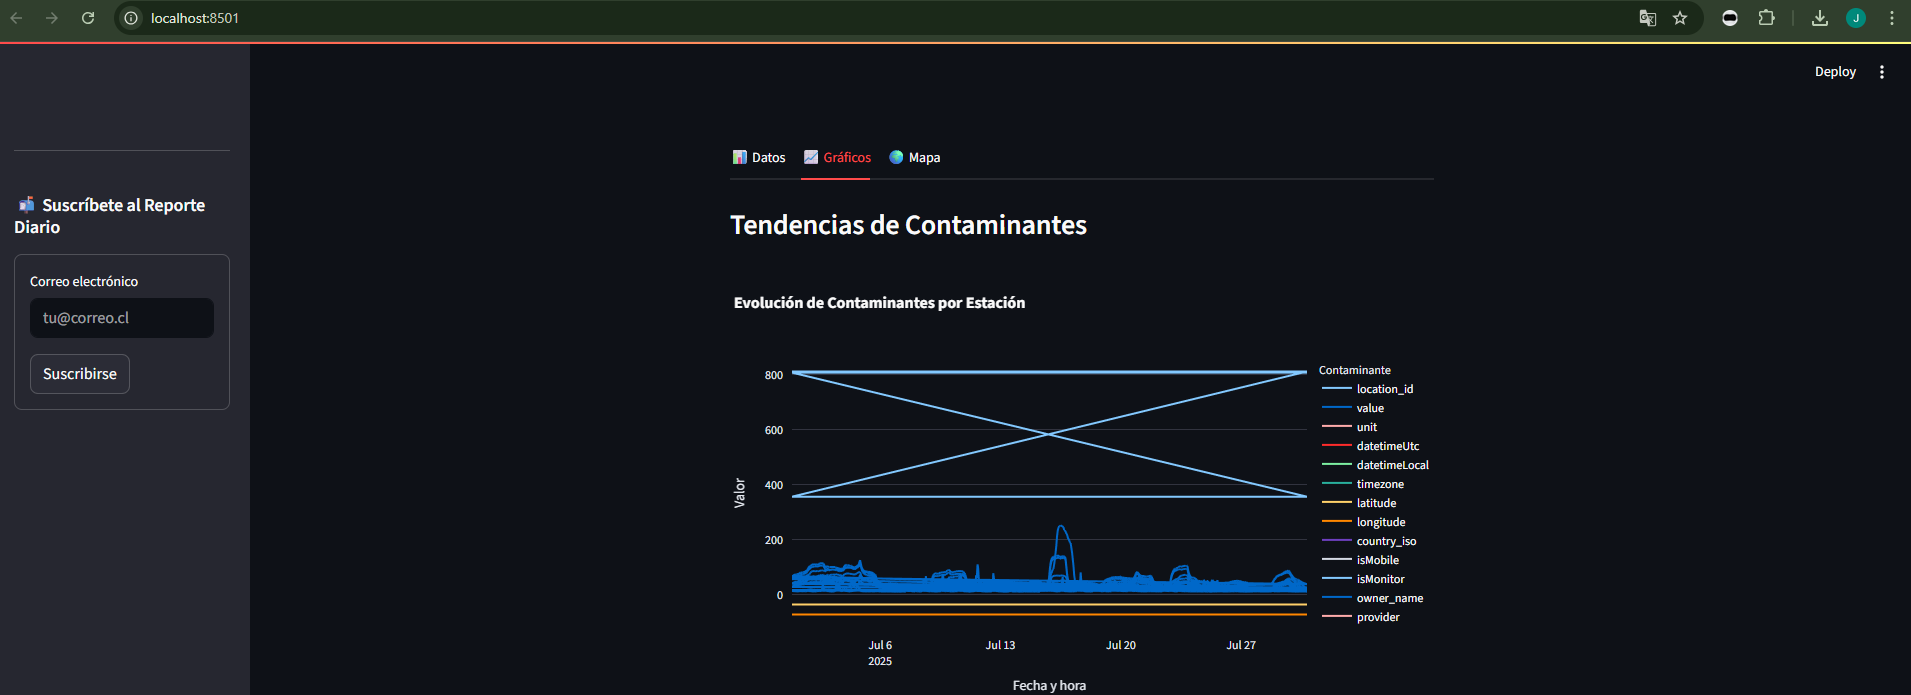 localhost:8501
J
Deploy
Suscríbete al Reporte
Diario
Correo electrónico
tu@correo.cl
Suscribirse
Datos
Gráficos
Mapa
Tendencias de Contaminantes
Evolución de Contaminantes por Estación
Valor
800
600
400
200
0
Jul 6
2025
Jul 13
Jul 20
Jul 27
Fecha y hora
Contaminante
location_id
value
unit
datetimeUtc
datetimeLocal
timezone
latitude
longitude
country_iso
isMobile
isMonitor
owner_name
provider